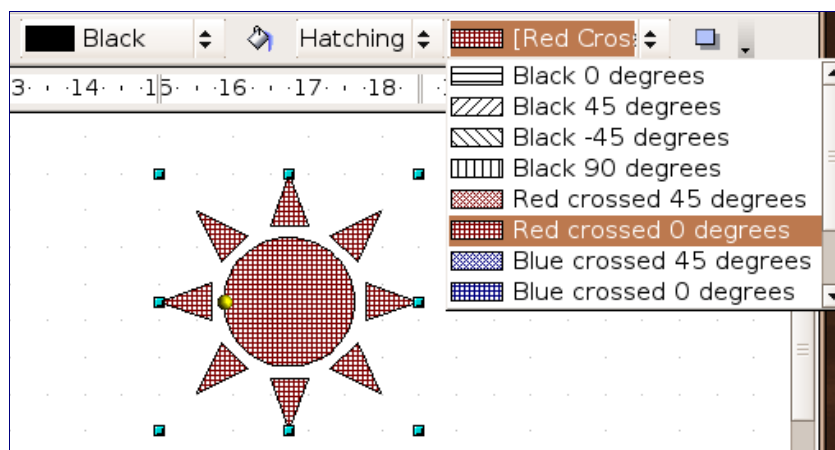 Black Hatching [Red Cros
3 14 15 16 17 18
Black 0 degrees
Black 45 degrees
Black -45 degrees
Black 90 degrees
Red crossed 45 degrees
Red crossed 0 degrees
Blue crossed 45 degrees
Blue crossed 0 degrees